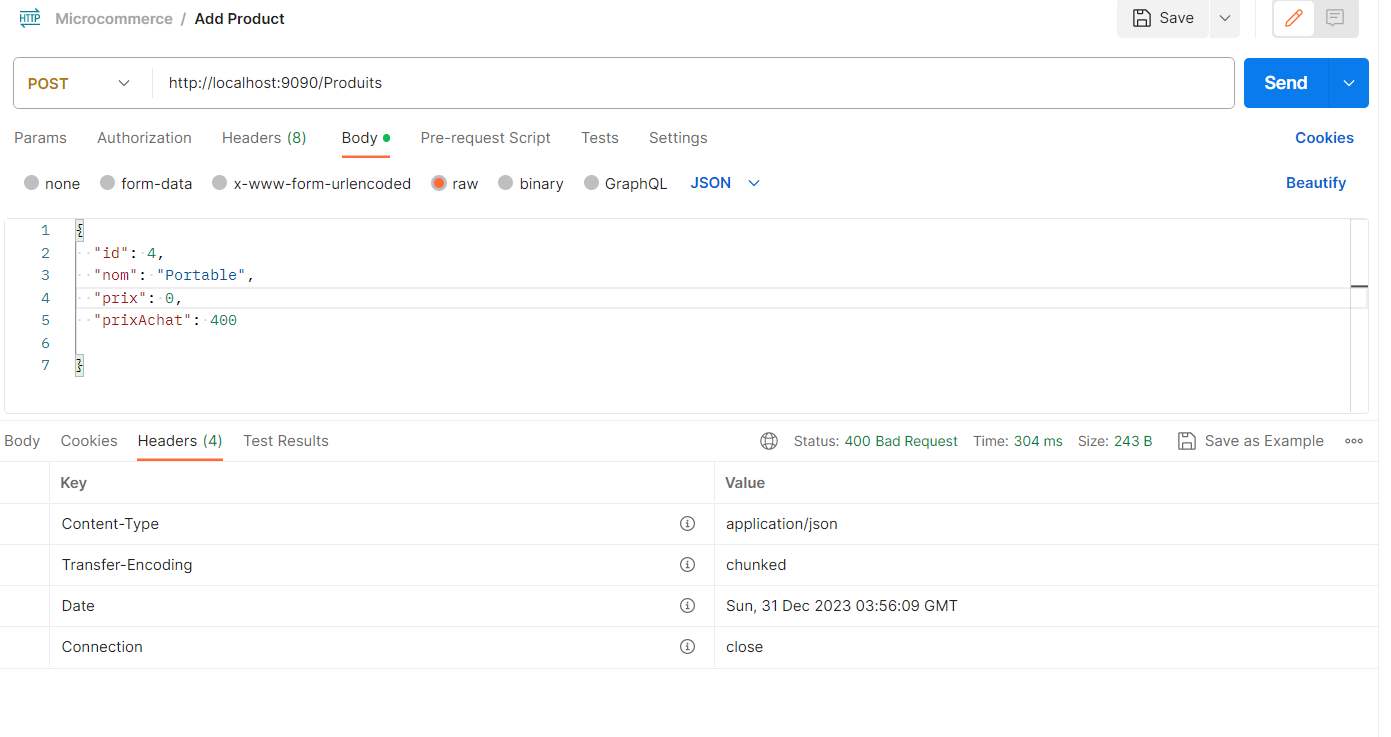 HTTP Microcommerce / Add Product Save
POST http://localhost:9090/Produits Send
Params Authorization Headers (8) Body Pre-request Script Tests Settings Cookies
none form-data x-www-form-urlencoded raw binary GraphQL JSON Beautify
1 {
2 "id": 4,
3 "nom": "Portable",
4 "prix": 0,
5 "prixAchat": 400
6
7 }
Body Cookies Headers (4) Test Results Status: 400 Bad Request Time: 304 ms Size: 243 B Save as Example
Key Value
Content-Type application/json
Transfer-Encoding chunked
Date Sun, 31 Dec 2023 03:56:09 GMT
Connection close